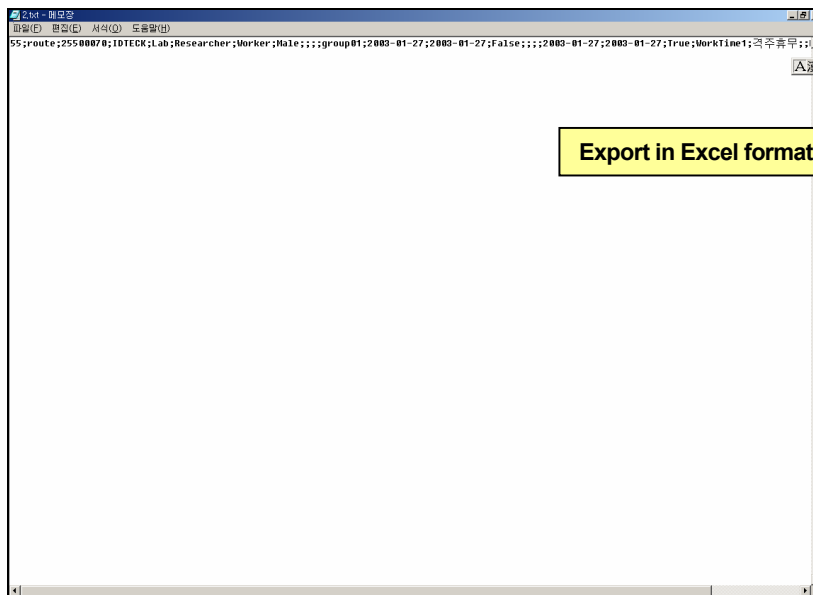 2.txt - 메모장
파일(F) 편집(E) 서식(O) 도움말(H)
55;route;25500070;IDTECK;Lab;Researcher;Worker;Male;;;;group01;2003-01-27;2003-01-27;False;;;;2003-01-27;2003-01-27;True;WorkTime1;격주휴무;;
A漢
Export in Excel format